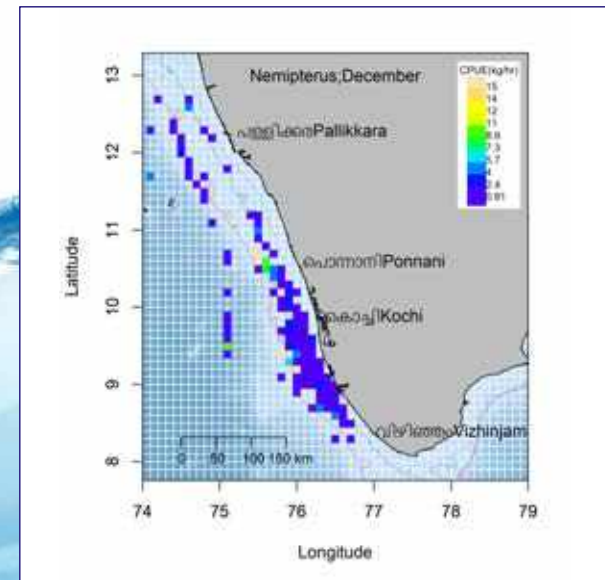 Nemipterus;December
CPUE(kg/hr)
15
14
12
11
8.9
7.3
5.7
4
2.4
0.81
പള്ളിക്കരPallikkara
പൊന്നാനിPonnani
കൊച്ചിKochi
വിഴിഞ്ഞംVizhinjam
0 50 100 150 km
13
12
11
10
9
8
Latitude
74 75 76 77 78 79
Longitude